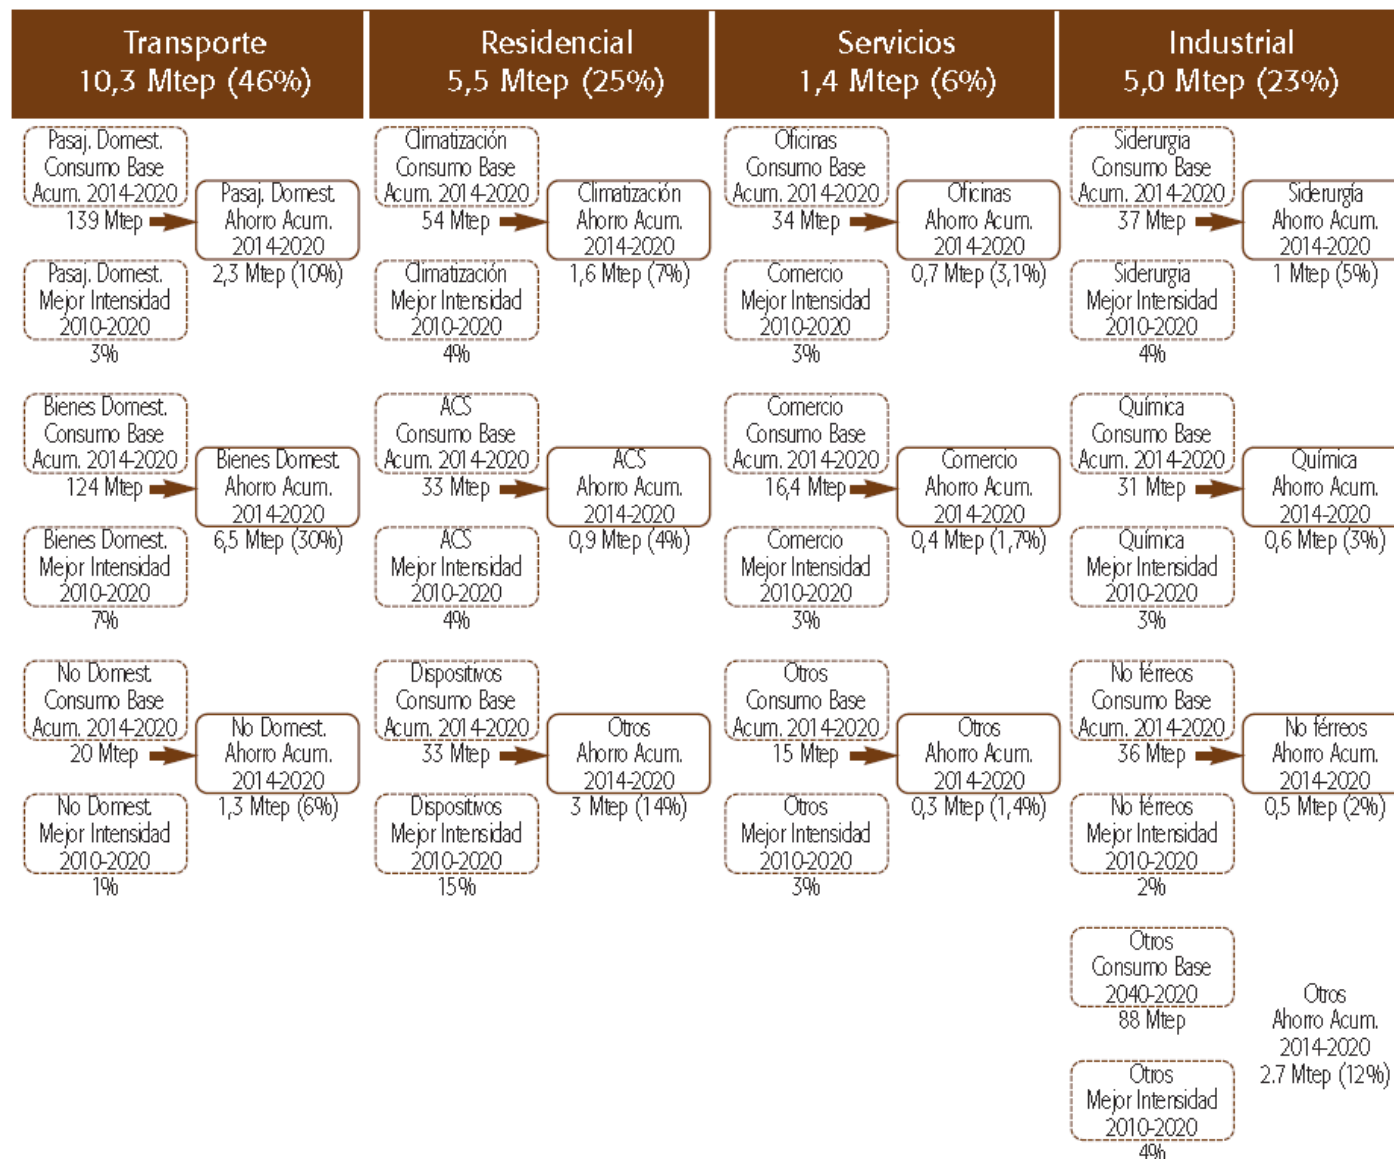 Transporte
10,3 Mtep (46%)
Pasaj. Domest.
Consumo Base
Acum. 2014-2020
139 Mtep
Pasaj. Domest.
Ahorro Acum.
2014-2020
2,3 Mtep (10%)
Pasaj. Domest.
Mejor Intensidad
2010-2020
3%
Bienes Domest.
Consumo Base
Acum. 2014-2020
124 Mtep
Bienes Domest.
Ahorro Acum.
2014-2020
6,5 Mtep (30%)
Bienes Domest.
Mejor Intensidad
2010-2020
7%
No Domest.
Consumo Base
Acum. 2014-2020
20 Mtep
No Domest.
Ahorro Acum.
2014-2020
1,3 Mtep (6%)
No Domest.
Mejor Intensidad
2010-2020
1%
Residencial
5,5 Mtep (25%)
Climatización
Consumo Base
Acum. 2014-2020
54 Mtep
Climatización
Ahorro Acum.
2014-2020
1,6 Mtep (7%)
Climatización
Mejor Intensidad
2010-2020
4%
ACS
Consumo Base
Acum. 2014-2020
33 Mtep
ACS
Ahorro Acum.
2014-2020
0,9 Mtep (4%)
ACS
Mejor Intensidad
2010-2020
4%
Dispositivos
Consumo Base
Acum. 2014-2020
33 Mtep
Otros
Ahorro Acum.
2014-2020
3 Mtep (14%)
Dispositivos
Mejor Intensidad
2010-2020
15%
Servicios
1,4 Mtep (6%)
Oficinas
Consumo Base
Acum. 2014-2020
34 Mtep
Oficinas
Ahorro Acum.
2014-2020
0,7 Mtep (3,1%)
Comercio
Mejor Intensidad
2010-2020
3%
Comercio
Consumo Base
Acum. 2014-2020
16,4 Mtep
Comercio
Ahorro Acum.
2014-2020
0,4 Mtep (1,7%)
Comercio
Mejor Intensidad
2010-2020
3%
Otros
Consumo Base
Acum. 2014-2020
15 Mtep
Otros
Ahorro Acum.
2014-2020
0,3 Mtep (1,4%)
Otros
Mejor Intensidad
2010-2020
3%
Industrial
5,0 Mtep (23%)
Siderurgia
Consumo Base
Acum. 2014-2020
37 Mtep
Siderurgía
Ahorro Acum.
2014-2020
1 Mtep (5%)
Siderurgia
Mejor Intensidad
2010-2020
4%
Química
Consumo Base
Acum. 2014-2020
31 Mtep
Química
Ahorro Acum.
2014-2020
0,6 Mtep (3%)
Química
Mejor Intensidad
2010-2020
3%
No férreos
Consumo Base
Acum. 2014-2020
36 Mtep
No férreos
Ahorro Acum.
2014-2020
0,5 Mtep (2%)
No férreos
Mejor Intensidad
2010-2020
2%
Otros
Consumo Base
2040-2020
88 Mtep
Otros
Ahorro Acum.
2014-2020
2.7 Mtep (12%)
Otros
Mejor Intensidad
2010-2020
4%